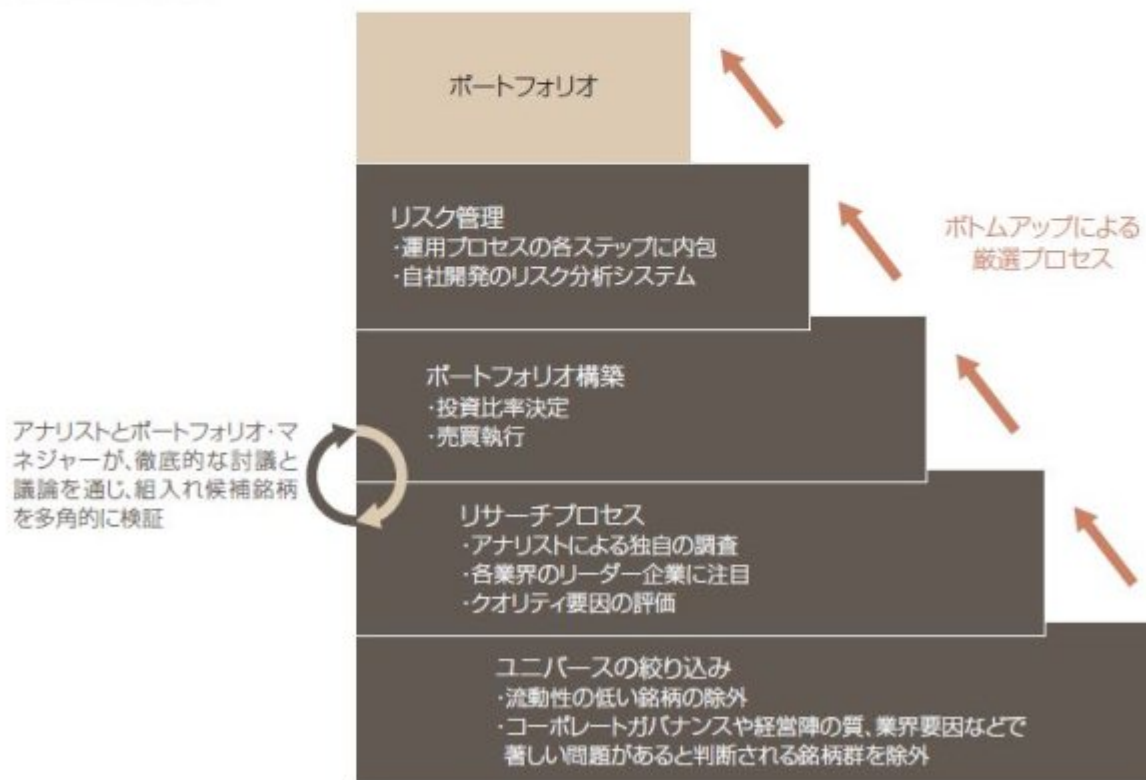 ポートフォリオ
リスク管理
・運用プロセスの各ステップに内包
・自社開発のリスク分析システム
ボトムアップによる
厳選プロセス
ポートフォリオ構築
・投資比率決定
・売買執行
アナリストとポートフォリオ・マ
ネジャーが、徹底的な討議と
議論を通じ、組入れ候補銘柄
を多角的に検証
リサーチプロセス
・アナリストによる独自の調査
・各業界のリーダー企業に注目
・クオリティ要因の評価
ユニバースの絞り込み
・流動性の低い銘柄の除外
・コーポレートガバナンスや経営陣の質、業界要因などで
著しい問題があると判断される銘柄群を除外